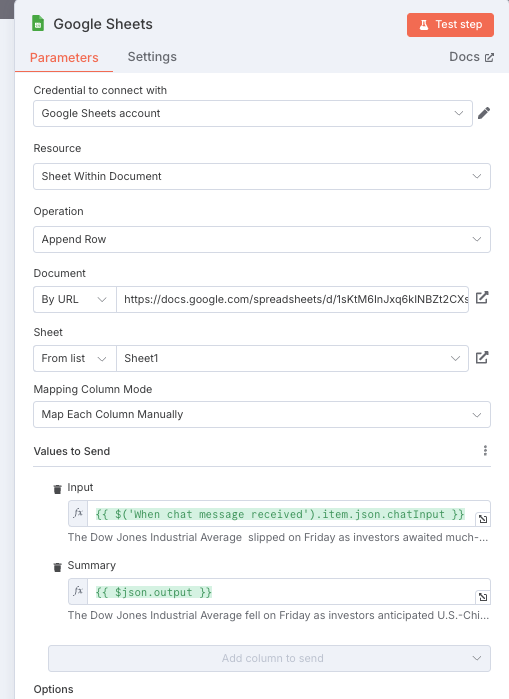 Google Sheets
Test step
Parameters Settings Docs
Credential to connect with
Google Sheets account
Resource
Sheet Within Document
Operation
Append Row
Document
By URL https://docs.google.com/spreadsheets/d/1sKtM6InJxq6kINBZt2CXs
Sheet
From list Sheet1
Mapping Column Mode
Map Each Column Manually
Values to Send
Input
fx {{ $('When chat message received').item.json.chatInput }}
The Dow Jones Industrial Average slipped on Friday as investors awaited much-...
Summary
fx {{ $json.output }}
The Dow Jones Industrial Average fell on Friday as investors anticipated U.S.-Chi...
Add column to send
Options